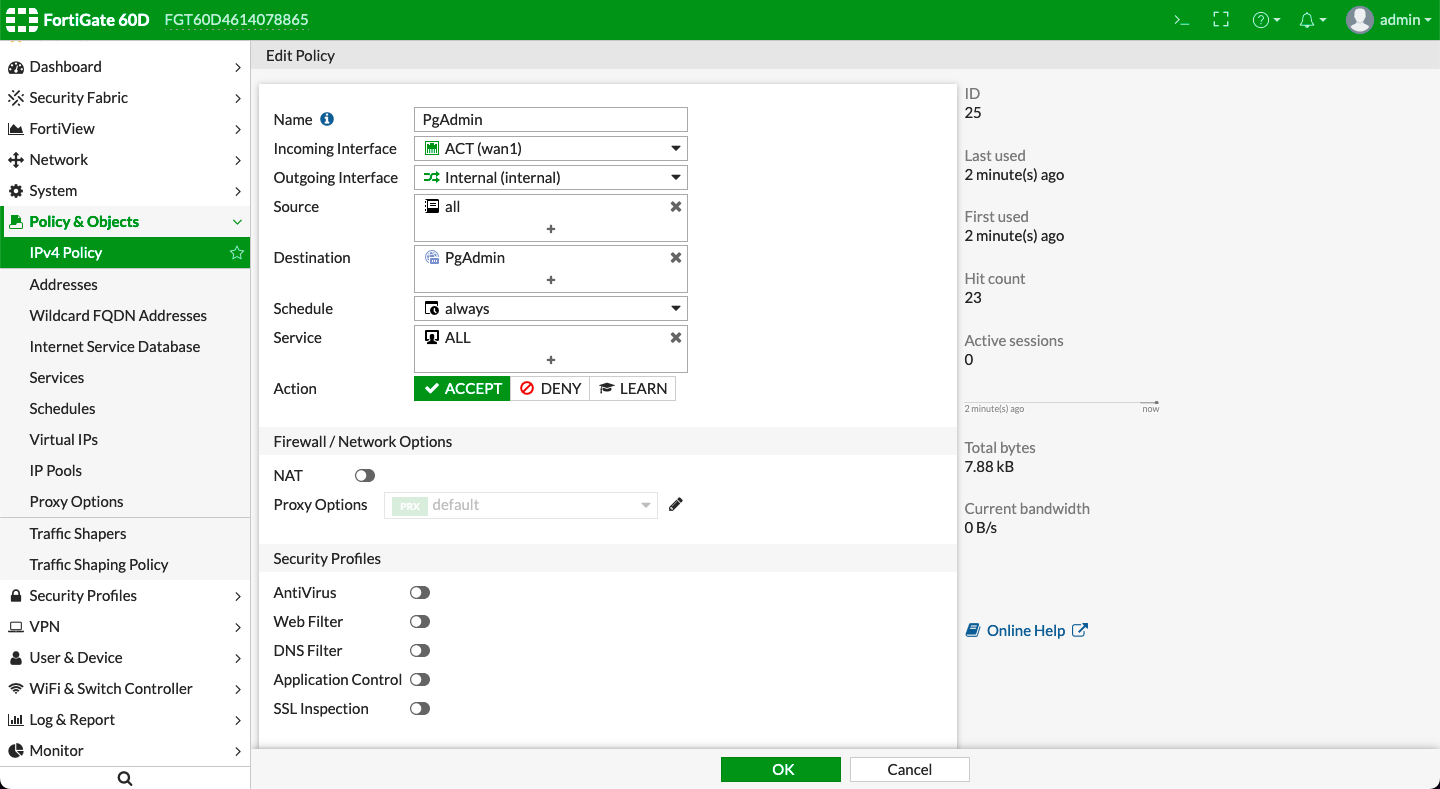 FortiGate 60D FGT60D4614078865 >_ admin
Dashboard
Security Fabric
FortiView
Network
System
Policy & Objects
IPv4 Policy
Addresses
Wildcard FQDN Addresses
Internet Service Database
Services
Schedules
Virtual IPs
IP Pools
Proxy Options
Traffic Shapers
Traffic Shaping Policy
Security Profiles
VPN
User & Device
WiFi & Switch Controller
Log & Report
Monitor
Edit Policy
Name PgAdmin
Incoming Interface ACT (wan1)
Outgoing Interface Internal (internal)
Source all
+
Destination PgAdmin
+
Schedule always
Service ALL
+
Action ACCEPT DENY LEARN
Firewall / Network Options
NAT
Proxy Options PRX default
Security Profiles
AntiVirus
Web Filter
DNS Filter
Application Control
SSL Inspection
OK Cancel
ID
25
Last used
2 minute(s) ago
First used
2 minute(s) ago
Hit count
23
Active sessions
0
2 minute(s) ago now
Total bytes
7.88 kB
Current bandwidth
0 B/s
Online Help